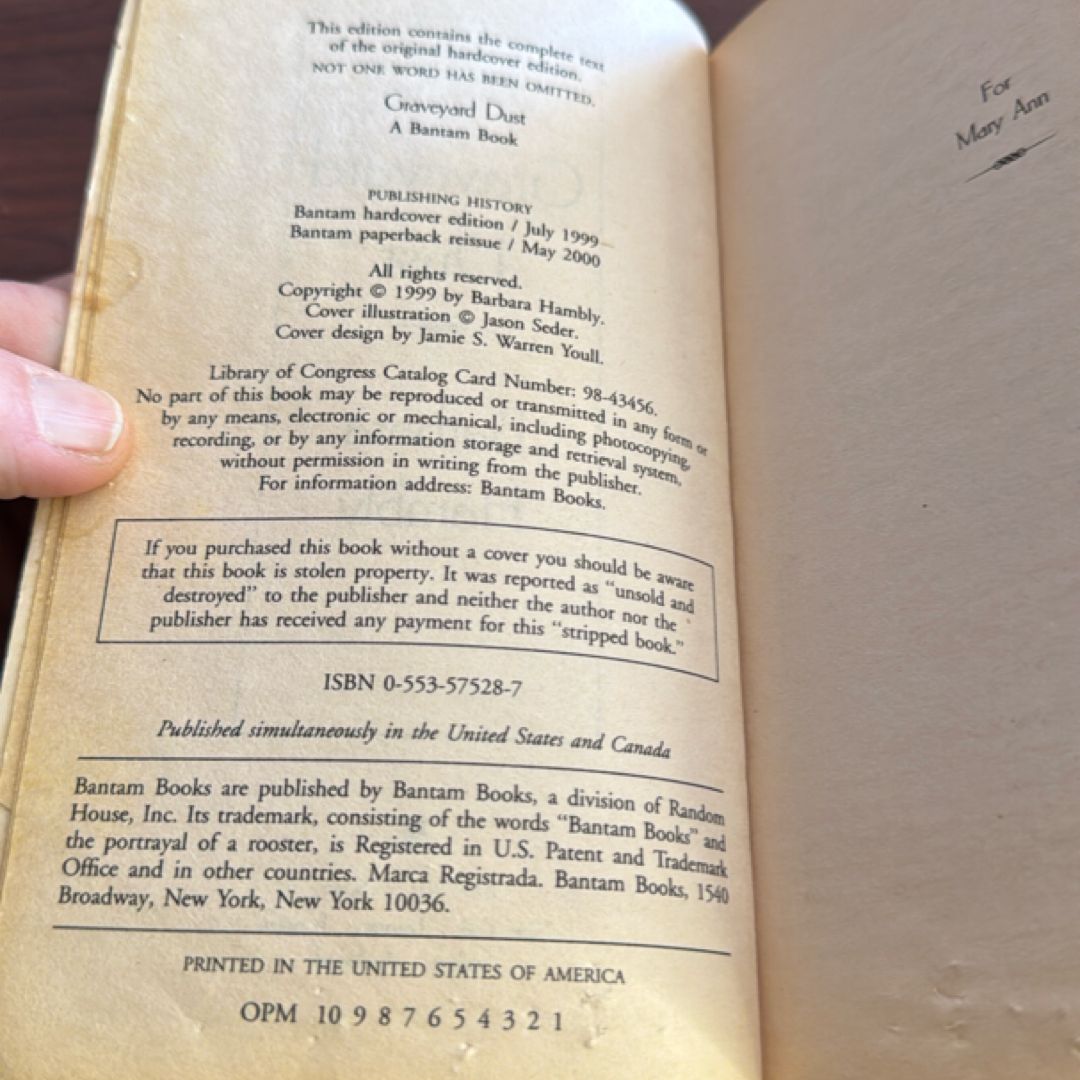 This edition contains the complete text
of the original hardcover edition.
NOT ONE WORD HAS BEEN OMITTED.
Graveyard Dust
A Bantam Book
PUBLISHING HISTORY
Bantam hardcover edition / July 1999
Bantam paperback reissue / May 2000
All rights reserved.
Copyright © 1999 by Barbara Hambly.
Cover illustration © Jason Seder.
Cover design by Jamie S. Warren Youll.
Library of Congress Catalog Card Number: 98-43456.
No part of this book may be reproduced or transmitted in any form or
by any means, electronic or mechanical, including photocopying,
recording, or by any information storage and retrieval system,
without permission in writing from the publisher.
For information address: Bantam Books.
If you purchased this book without a cover you should be aware
that this book is stolen property. It was reported as "unsold and
destroyed" to the publisher and neither the author nor the
publisher has received any payment for this "stripped book."
ISBN 0-553-57528-7
Published simultaneously in the United States and Canada
Bantam Books are published by Bantam Books, a division of Random
House, Inc. Its trademark, consisting of the words "Bantam Books" and
the portrayal of a rooster, is Registered in U.S. Patent and Trademark
Office and in other countries. Marca Registrada. Bantam Books, 1540
Broadway, New York, New York 10036.
PRINTED IN THE UNITED STATES OF AMERICA
OPM 10 9 8 7 6 5 4 3 2 1
For
Mary Ann